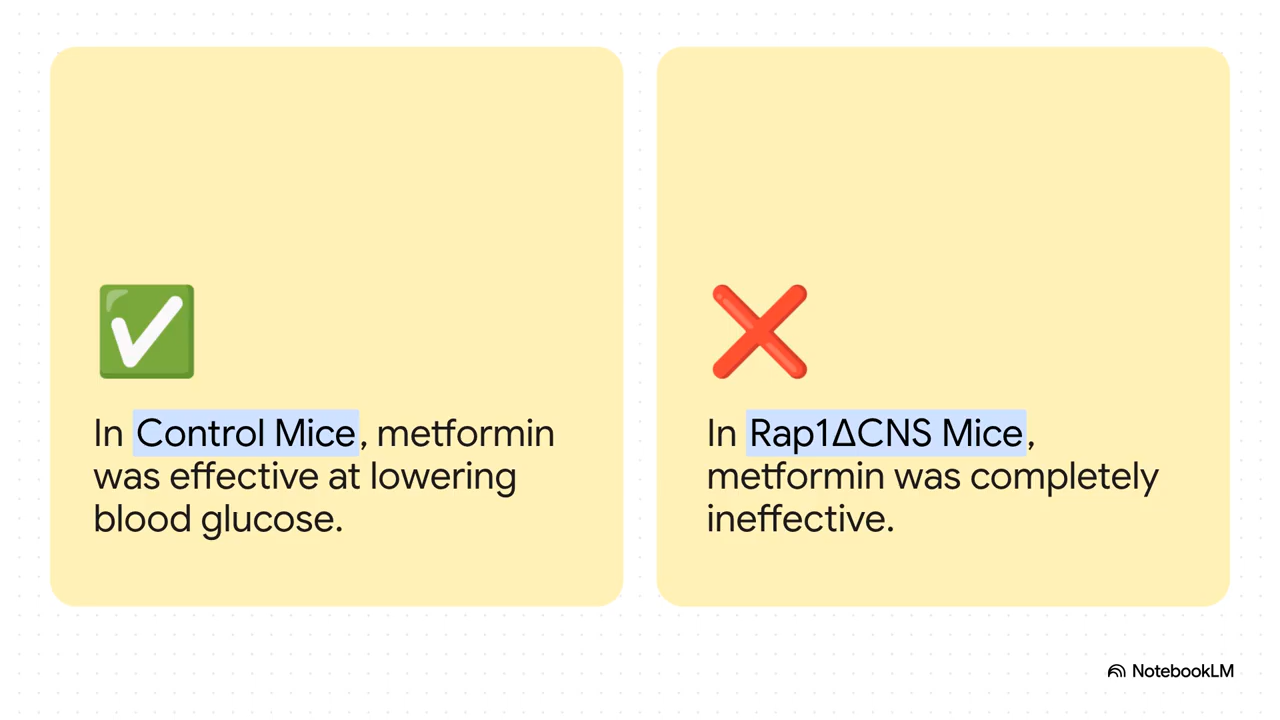 In Control Mice, metformin
was effective at lowering
blood glucose.
In Rap1ΔCNS Mice,
metformin was completely
ineffective.
NotebookLM